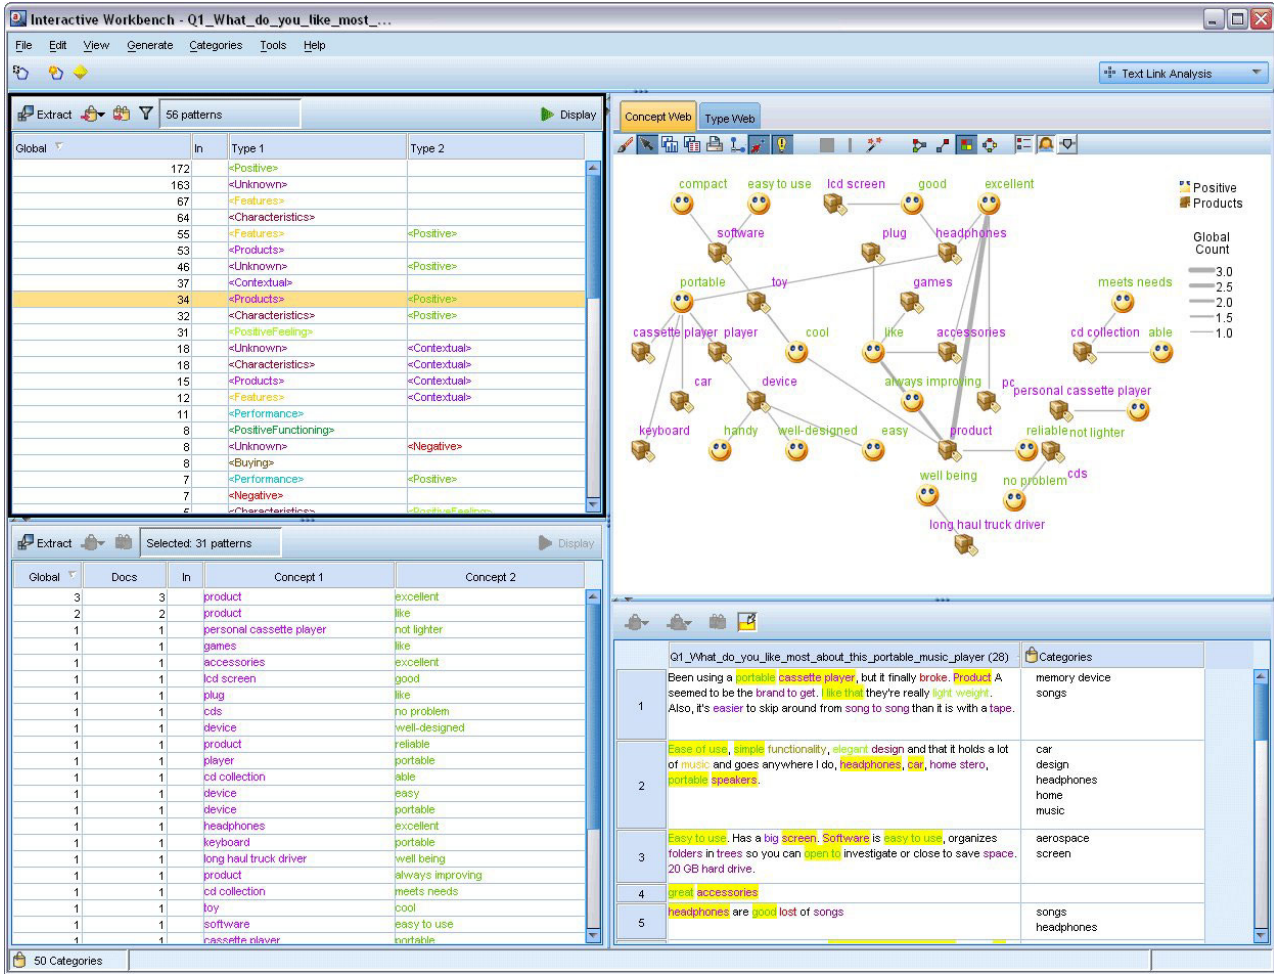 Interactive Workbench - Q1_What_do_you_like_most_...
File Edit View Generate Categories Tools Help
Text Link Analysis
Extract 56 patterns Display
Global In Type 1 Type 2
172 <Positive>
163 <Unknown>
67 <Features>
64 <Characteristics>
55 <Features> <Positive>
53 <Products>
46 <Unknown> <Positive>
37 <Contextual>
34 <Products> <Positive>
32 <Characteristics> <Positive>
31 <PositiveFeeling>
18 <Unknown> <Contextual>
18 <Characteristics> <Contextual>
15 <Products> <Contextual>
12 <Features> <Contextual>
11 <Performance>
8 <PositiveFunctioning>
8 <Unknown> <Negative>
8 <Buying>
7 <Performance> <Positive>
7 <Negative>
5 <Characteristics> <PositiveFeeling>
Extract Selected: 31 patterns Display
Global Docs In Concept 1 Concept 2
3 3 product excellent
2 2 product like
1 1 personal cassette player not lighter
1 1 games like
1 1 accessories excellent
1 1 lcd screen good
1 1 plug like
1 1 cds no problem
1 1 device well-designed
1 1 product reliable
1 1 player portable
1 1 cd collection able
1 1 device easy
1 1 device portable
1 1 headphones excellent
1 1 keyboard portable
1 1 long haul truck driver well being
1 1 product always improving
1 1 cd collection meets needs
1 1 toy cool
1 1 software easy to use
1 1 cassette player portable
50 Categories
Concept Web Type Web
compact easy to use lcd screen good excellent
software plug headphones
portable toy games meets needs
cassette player player cool like accessories cd collection able
car device always improving pc personal cassette player
keyboard handy well-designed easy product reliable not lighter
well being no problem cds
long haul truck driver
Positive
Products
Global
Count
3.0
2.5
2.0
1.5
1.0
Q1_What_do_you_like_most_about_this_portable_music_player (28) Categories
1
Been using a portable cassette player, but it finally broke. Product A
seemed to be the brand to get. I like that they're really light weight.
Also, it's easier to skip around from song to song than it is with a tape.
memory device
songs
2
Ease of use, simple functionality, elegant design and that it holds a lot
of music and goes anywhere I do, headphones, car, home stero,
portable speakers.
car
design
headphones
home
music
3
Easy to use. Has a big screen. Software is easy to use, organizes
folders in trees so you can open to investigate or close to save space.
20 GB hard drive.
aerospace
screen
4 great accessories
5 headphones are good lost of songs
songs
headphones